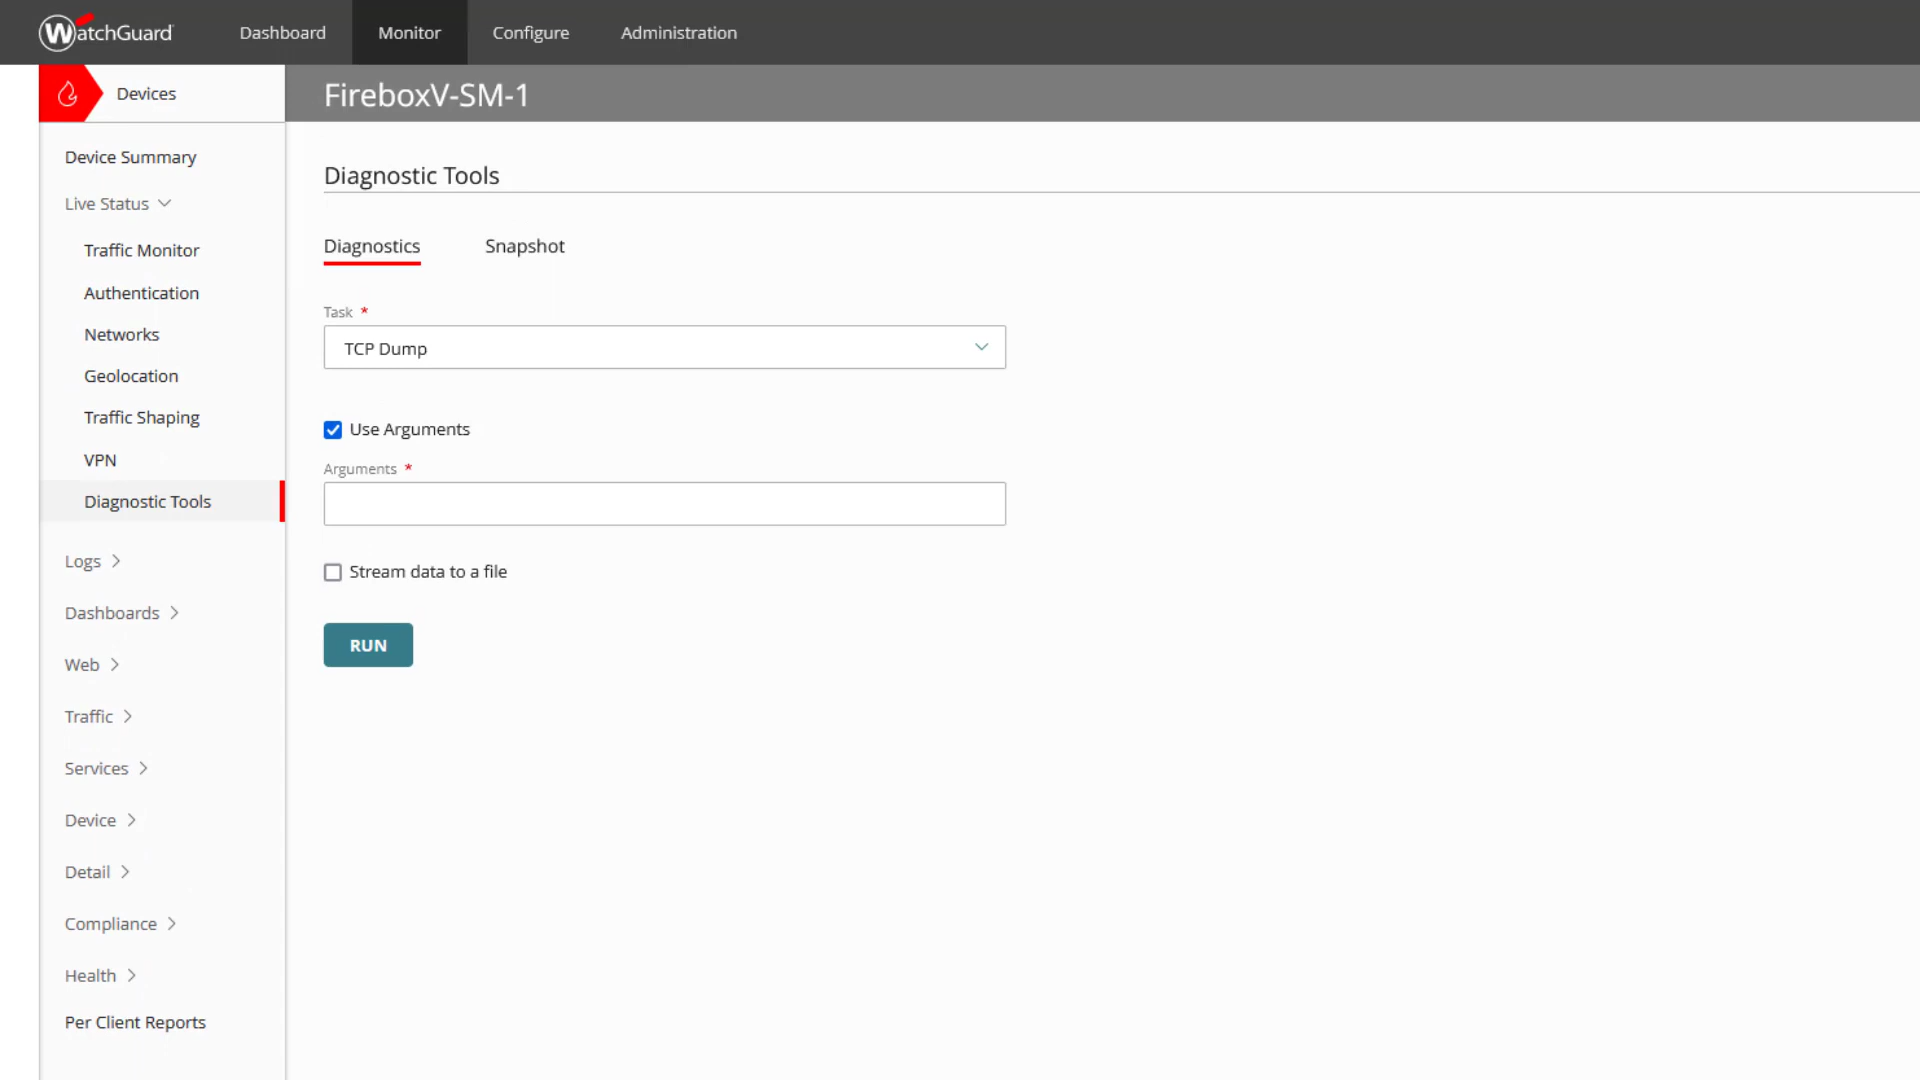 WatchGuard
Dashboard
Monitor
Configure
Administration
Devices
FireboxV-SM-1
Device Summary
Live Status
Traffic Monitor
Authentication
Networks
Geolocation
Traffic Shaping
VPN
Diagnostic Tools
Logs
Dashboards
Web
Traffic
Services
Device
Detail
Compliance
Health
Per Client Reports
Diagnostic Tools
Diagnostics
Snapshot
Task *
TCP Dump
Use Arguments
Arguments *
Stream data to a file
RUN